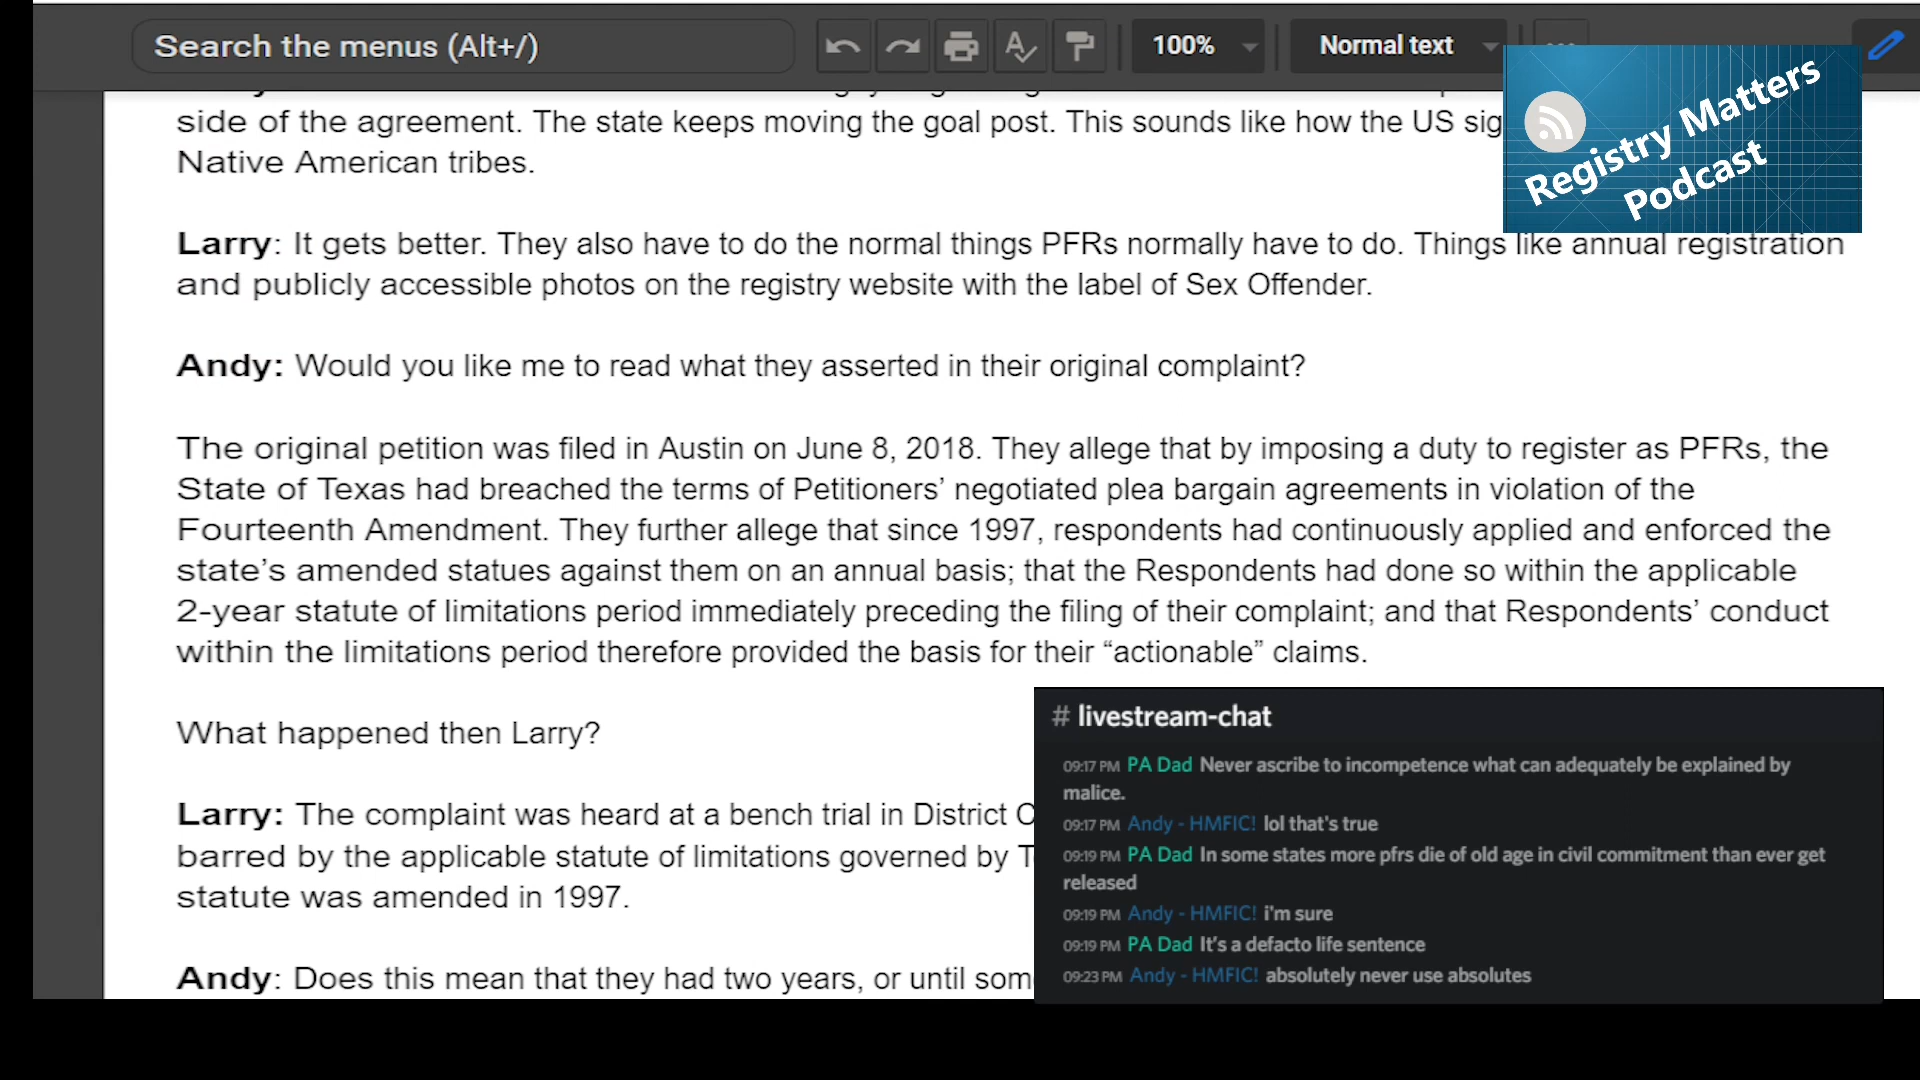 Search the menus (Alt+/)
100%
Normal text
Registry Matters
Podcast
side of the agreement. The state keeps moving the goal post. This sounds like how the US sig
Native American tribes.
Larry: It gets better. They also have to do the normal things PFRs normally have to do. Things like annual registration
and publicly accessible photos on the registry website with the label of Sex Offender.
Andy: Would you like me to read what they asserted in their original complaint?
The original petition was filed in Austin on June 8, 2018. They allege that by imposing a duty to register as PFRs, the
State of Texas had breached the terms of Petitioners’ negotiated plea bargain agreements in violation of the
Fourteenth Amendment. They further allege that since 1997, respondents had continuously applied and enforced the
state’s amended statues against them on an annual basis; that the Respondents had done so within the applicable
2-year statute of limitations period immediately preceding the filing of their complaint; and that Respondents’ conduct
within the limitations period therefore provided the basis for their “actionable” claims.
What happened then Larry?
Larry: The complaint was heard at a bench trial in District
barred by the applicable statute of limitations governed by
statute was amended in 1997.
Andy: Does this mean that they had two years, or until som
# livestream-chat
09:17 PM PA Dad Never ascribe to incompetence what can adequately be explained by
malice.
09:17 PM Andy - HMFIC! lol that's true
09:19 PM PA Dad In some states more pfrs die of old age in civil commitment than ever get
released
09:19 PM Andy - HMFIC! i'm sure
09:19 PM PA Dad It's a defacto life sentence
09:23 PM Andy - HMFIC! absolutely never use absolutes